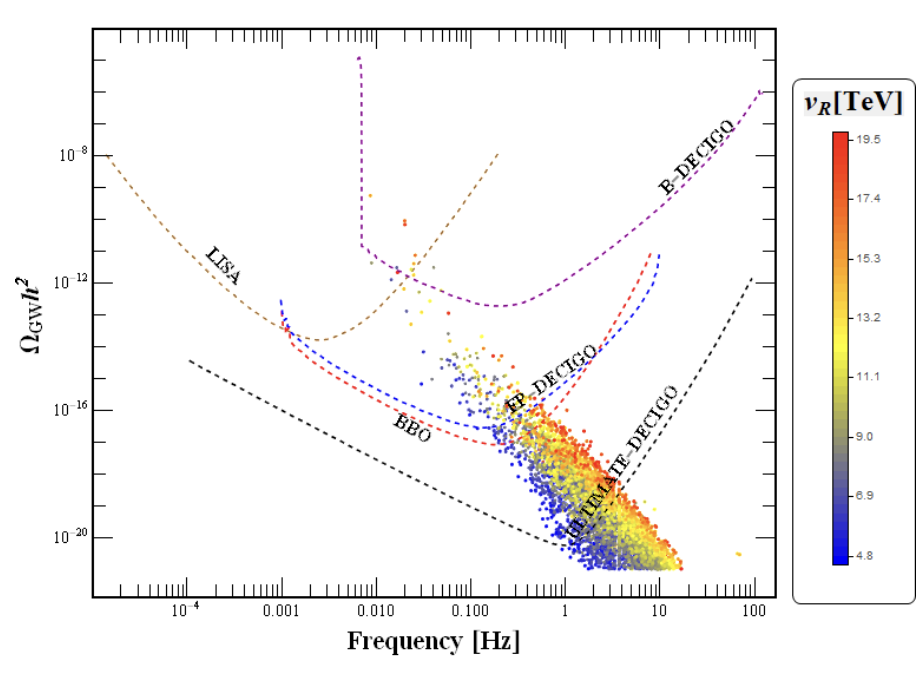 ν_R[TeV]
19.5
17.4
15.3
13.2
11.1
9.0
6.9
4.8
Ω_GW h²
10⁻⁸
10⁻¹²
10⁻¹⁶
10⁻²⁰
LISA
B-DECIGO
FP-DECIGO
BBO
ULTIMATE-DECIGO
10⁻⁴
0.001
0.010
0.100
1
10
100
Frequency [Hz]